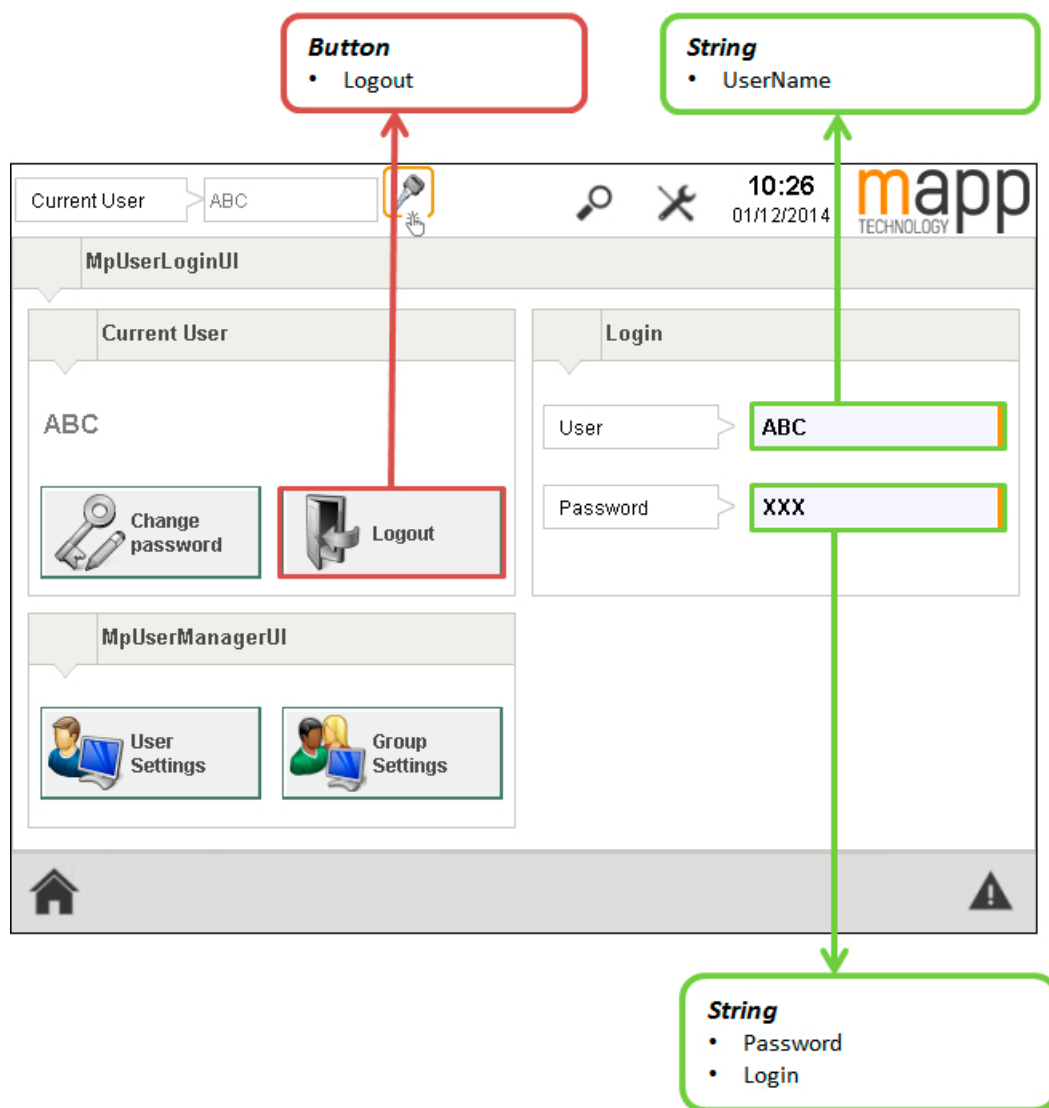 Button
• Logout
String
• UserName
Current User
ABC
10:26
01/12/2014
mapp
TECHNOLOGY
MpUserLoginUI
Current User
ABC
Change
password
Logout
Login
User
ABC
Password
XXX
MpUserManagerUI
User
Settings
Group
Settings
String
• Password
• Login